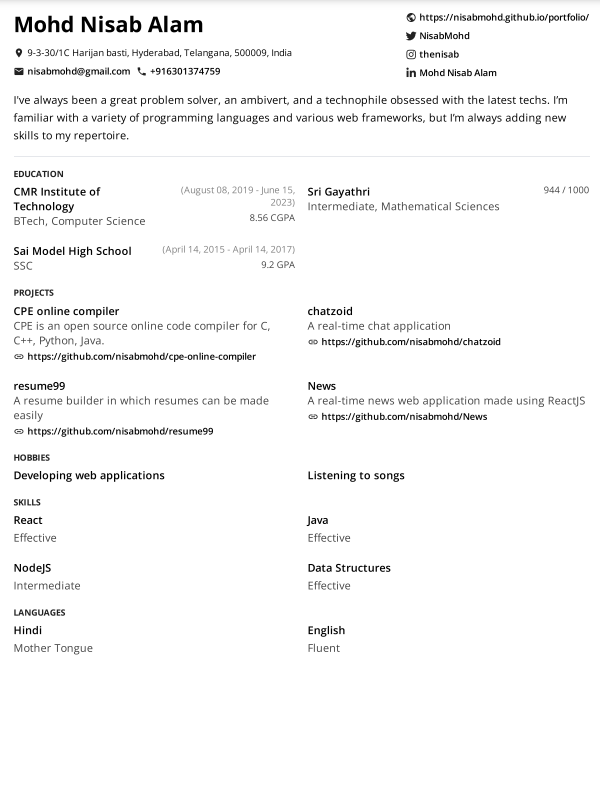 Mohd Nisab Alam
9-3-30/1C Harijan basti, Hyderabad, Telangana, 500009, India
nisabmohd@gmail.com +916301374759
https://nisabmohd.github.io/portfolio/
NisabMohd
thenisab
Mohd Nisab Alam
I've always been a great problem solver, an ambivert, and a technophile obsessed with the latest techs. I'm
familiar with a variety of programming languages and various web frameworks, but I'm always adding new
skills to my repertoire.
EDUCATION
CMR Institute of
Technology
BTech, Computer Science
(August 08, 2019 - June 15,
2023)
8.56 CGPA
Sri Gayathri
Intermediate, Mathematical Sciences
944 / 1000
Sai Model High School
SSC
(April 14, 2015 - April 14, 2017)
9.2 GPA
PROJECTS
CPE online compiler
CPE is an open source online code compiler for C,
C++, Python, Java.
https://github.com/nisabmohd/cpe-online-compiler
chatzoid
A real-time chat application
https://github.com/nisabmohd/chatzoid
resume99
A resume builder in which resumes can be made
easily
https://github.com/nisabmohd/resume99
News
A real-time news web application made using ReactJS
https://github.com/nisabmohd/News
HOBBIES
Developing web applications
Listening to songs
SKILLS
React
Effective
Java
Effective
NodeJS
Intermediate
Data Structures
Effective
LANGUAGES
Hindi
Mother Tongue
English
Fluent